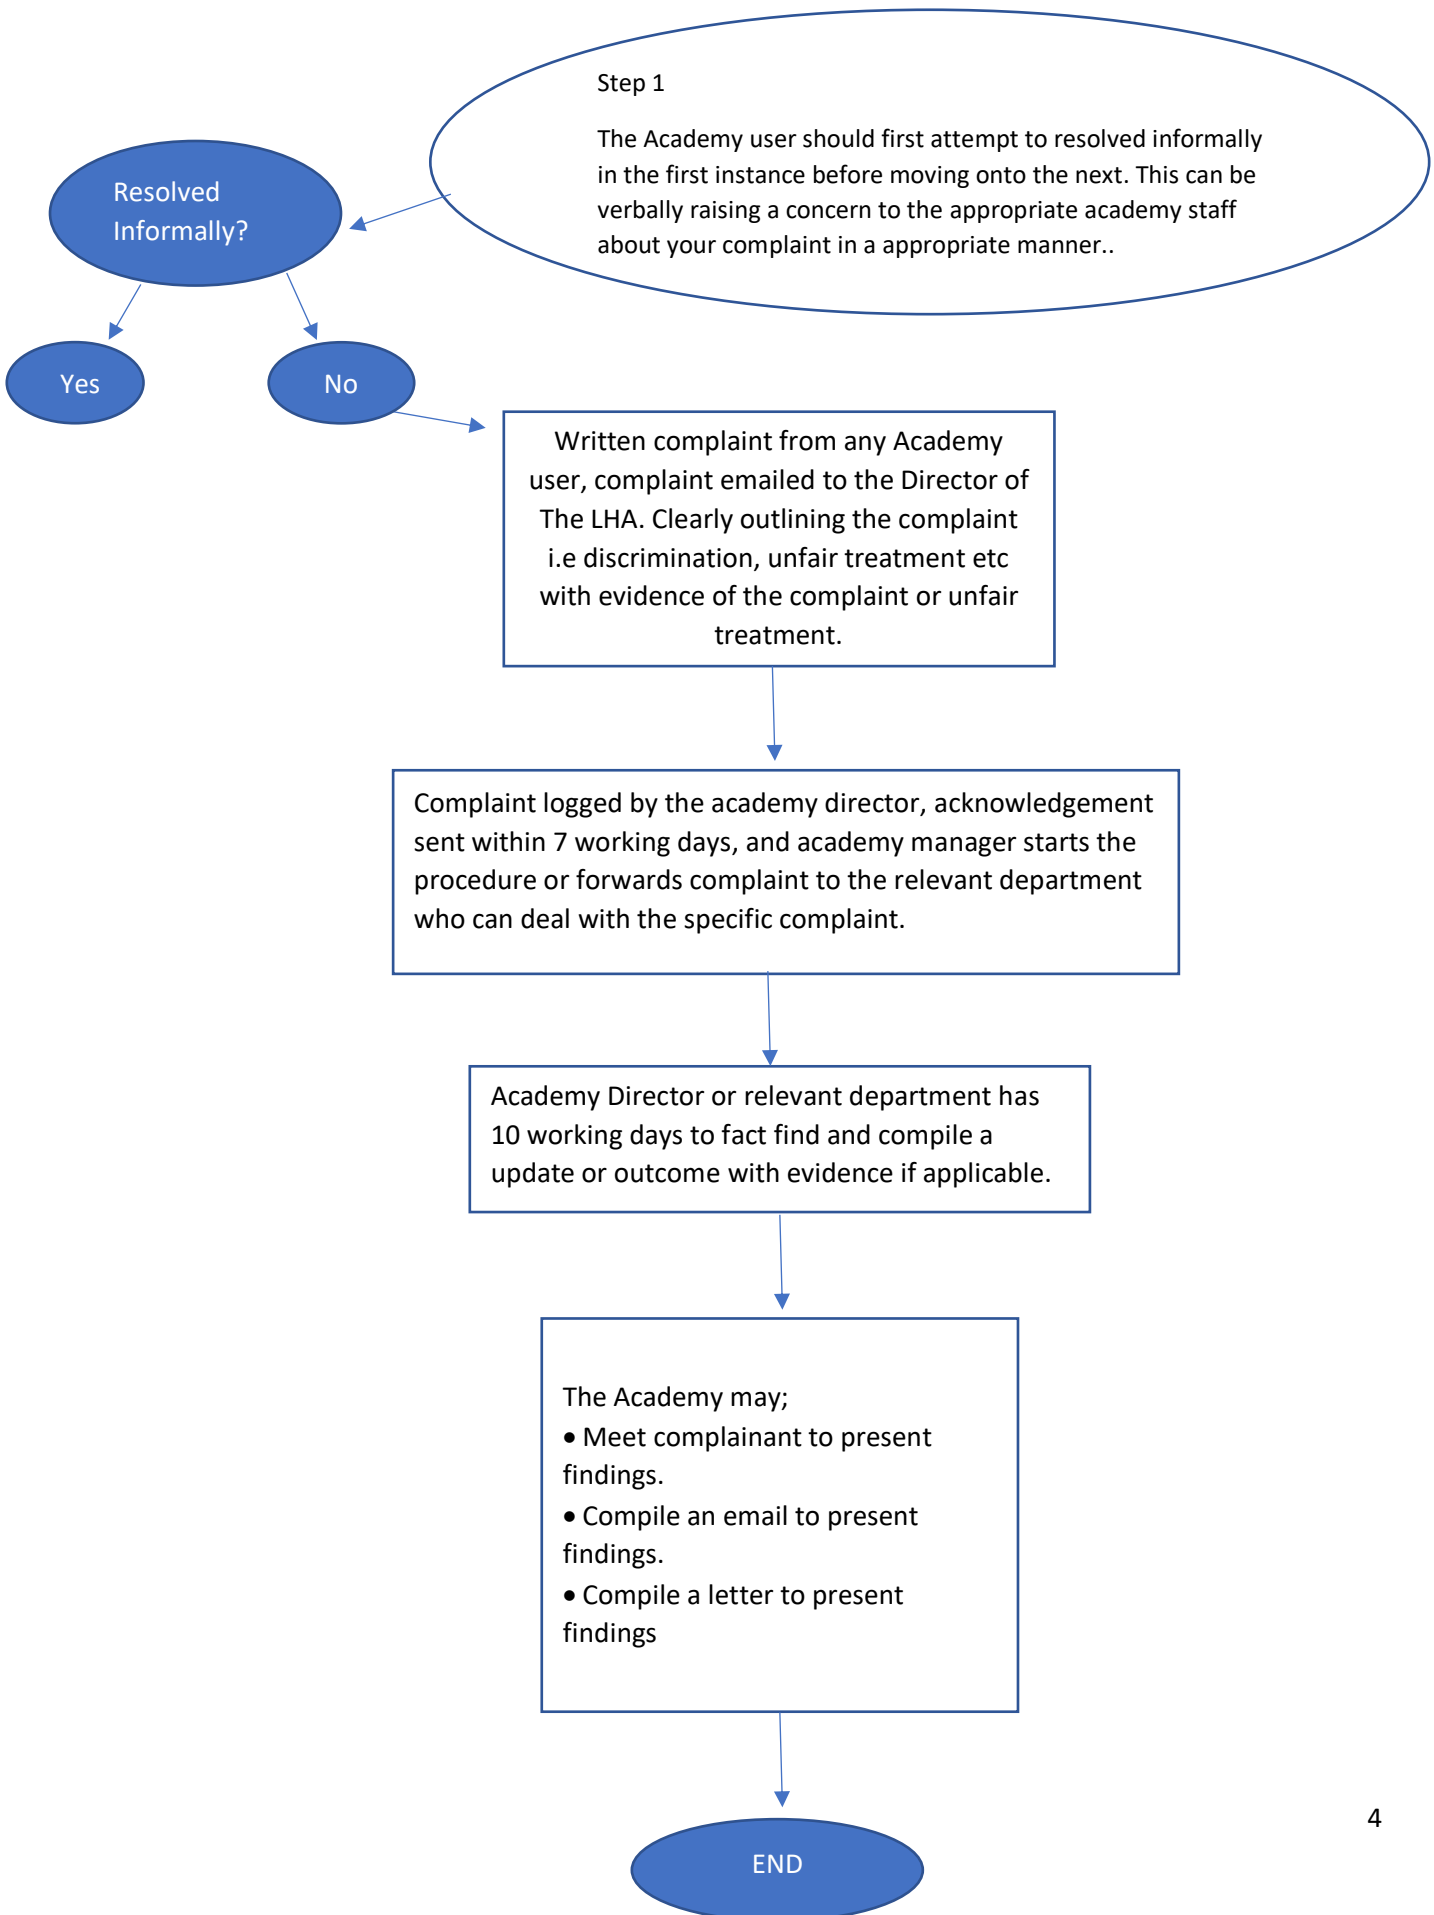 Step 1
The Academy user should first attempt to resolved informally
in the first instance before moving onto the next. This can be
verbally raising a concern to the appropriate academy staff
about your complaint in a appropriate manner..
Resolved
Informally?
Yes
No
Written complaint from any Academy
user, complaint emailed to the Director of
The LHA. Clearly outlining the complaint
i.e discrimination, unfair treatment etc
with evidence of the complaint or unfair
treatment.
Complaint logged by the academy director, acknowledgement
sent within 7 working days, and academy manager starts the
procedure or forwards complaint to the relevant department
who can deal with the specific complaint.
Academy Director or relevant department has
10 working days to fact find and compile a
update or outcome with evidence if applicable.
The Academy may;
• Meet complainant to present
findings.
• Compile an email to present
findings.
• Compile a letter to present
findings
END
4